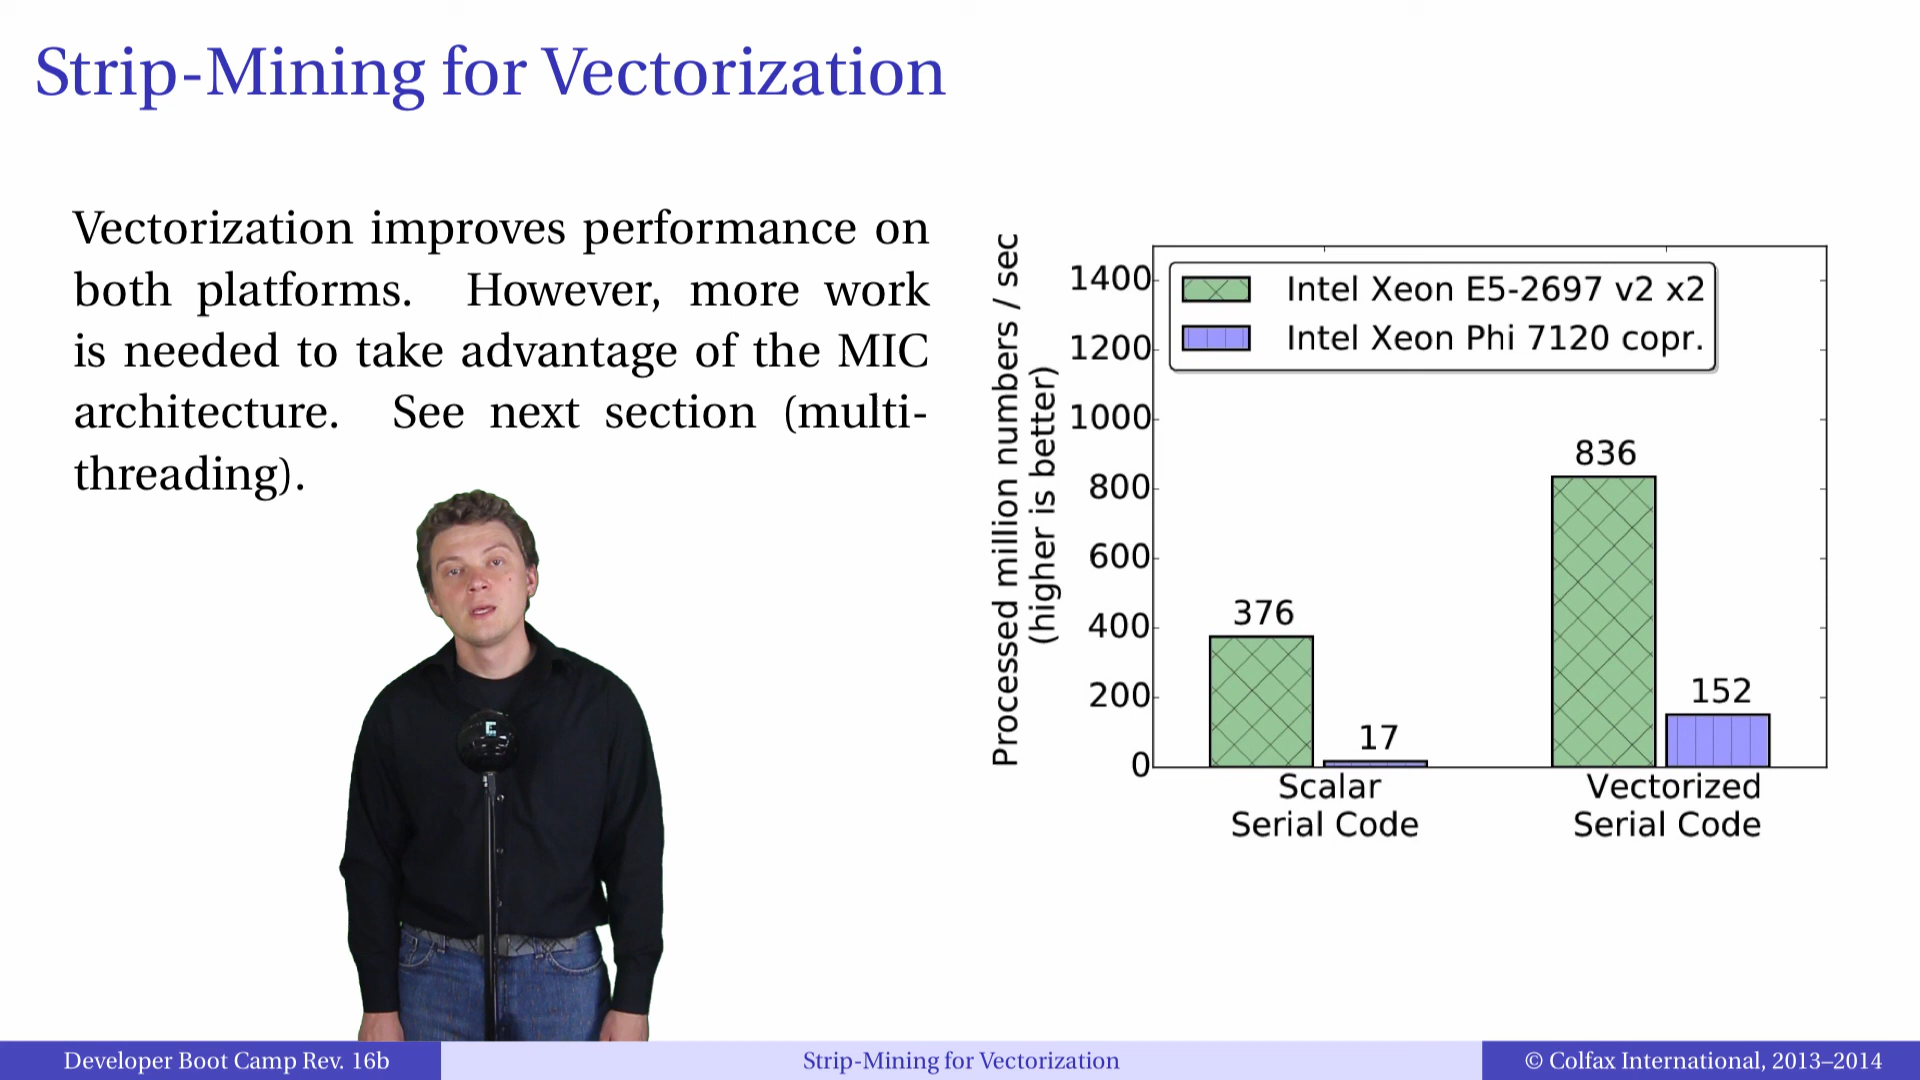 Strip-Mining for Vectorization
Vectorization improves performance on
both platforms. However, more work
is needed to take advantage of the MIC
architecture. See next section (multi-
threading).
Processed million numbers / sec
(higher is better)
1400
1200
1000
800
600
400
200
0
Intel Xeon E5-2697 v2 x2
Intel Xeon Phi 7120 copr.
376
17
836
152
Scalar
Serial Code
Vectorized
Serial Code
Developer Boot Camp Rev. 16b
Strip-Mining for Vectorization
© Colfax International, 2013–2014